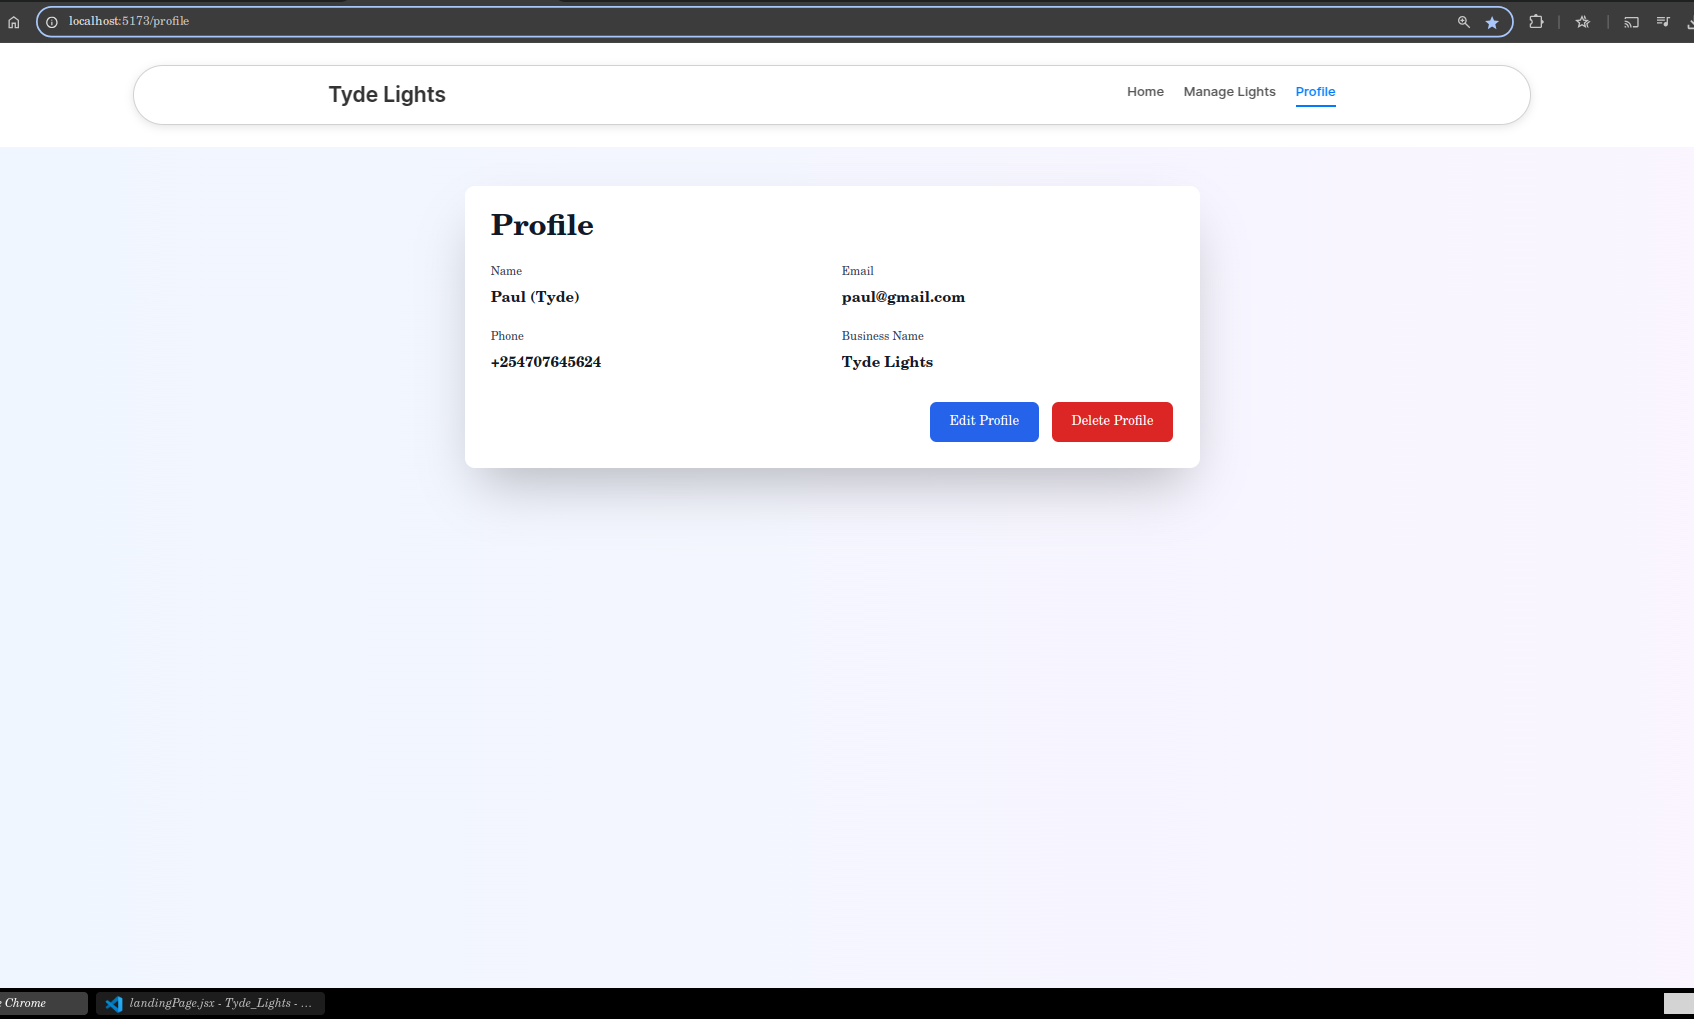 localhost:5173/profile
Tyde Lights
Home Manage Lights Profile
Profile
Name Email
Paul (Tyde) paul@gmail.com
Phone Business Name
+254707645624 Tyde Lights
Edit Profile Delete Profile
Chrome landingPage.jsx - Tyde_Lights - ...